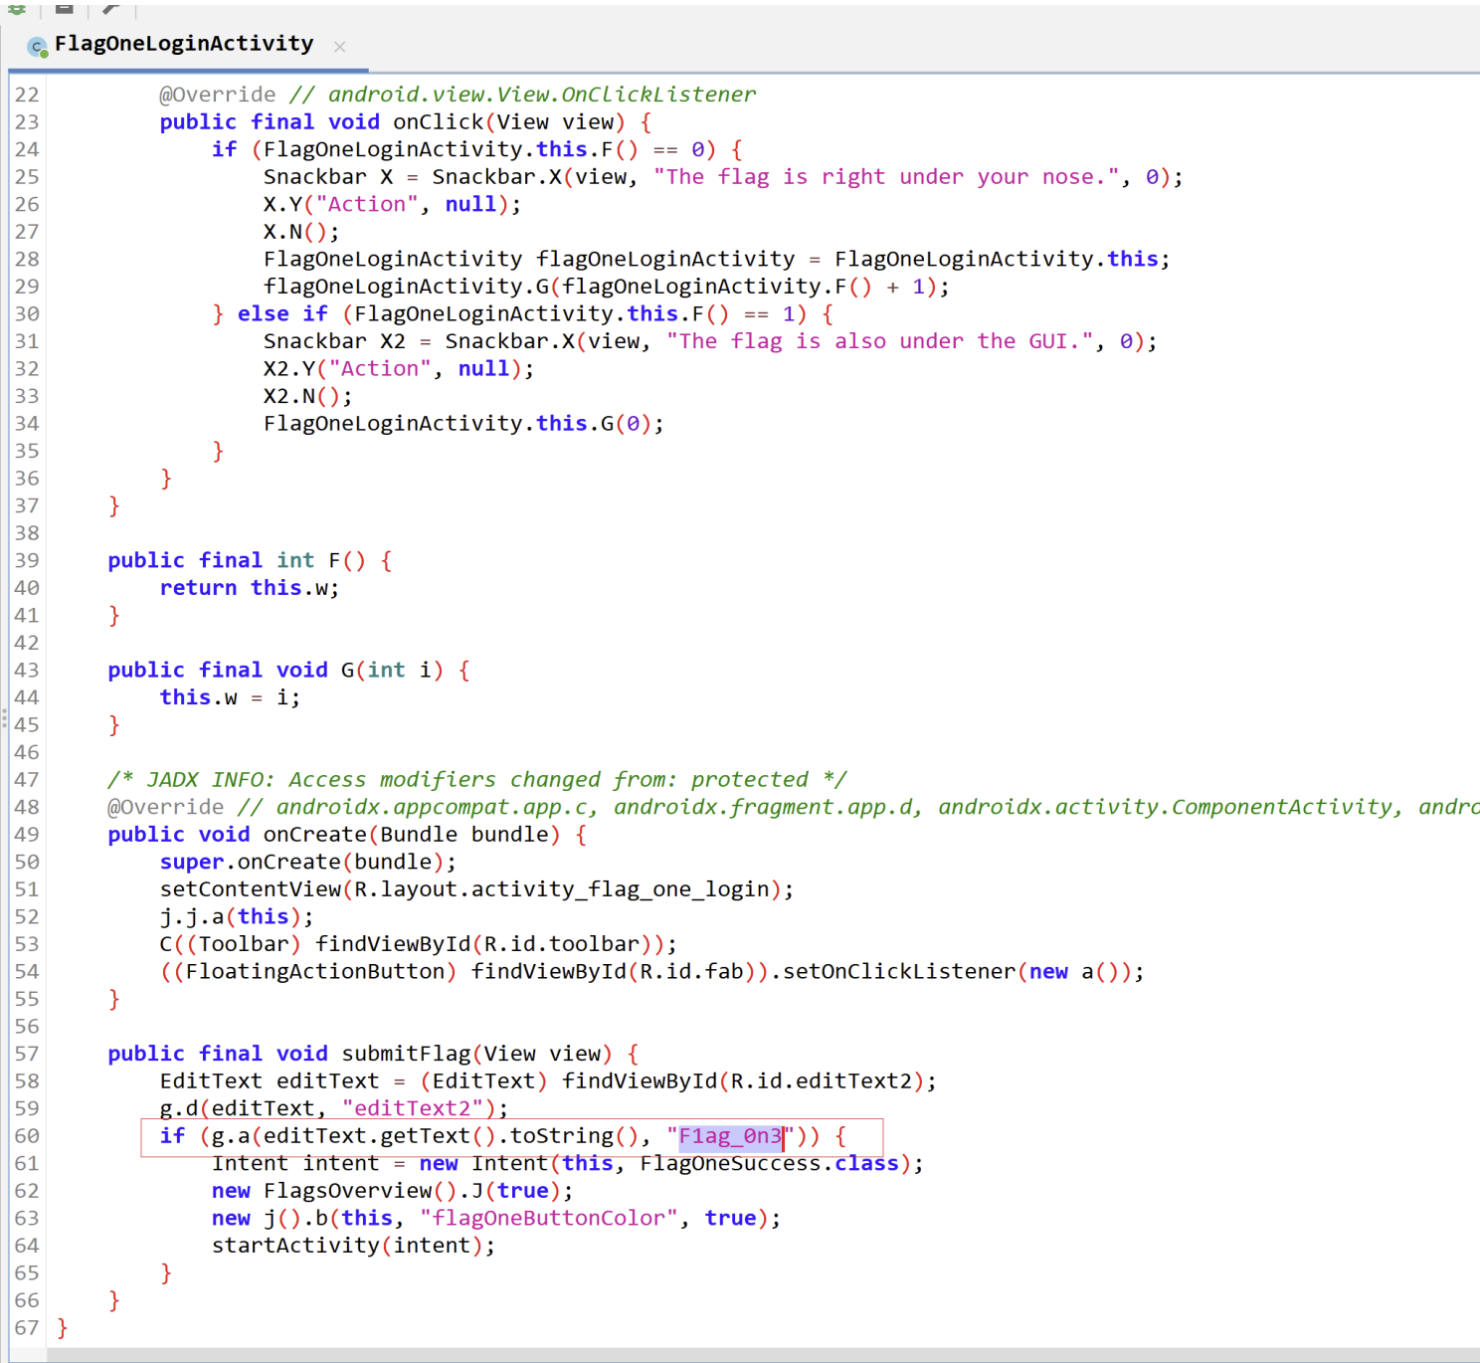 FlagOneLoginActivity ×
22 @Override // android.view.View.OnClickListener
23 public final void onClick(View view) {
24 if (FlagOneLoginActivity.this.F() == 0) {
25 Snackbar X = Snackbar.X(view, "The flag is right under your nose.", 0);
26 X.Y("Action", null);
27 X.N();
28 FlagOneLoginActivity flagOneLoginActivity = FlagOneLoginActivity.this;
29 flagOneLoginActivity.G(flagOneLoginActivity.F() + 1);
30 } else if (FlagOneLoginActivity.this.F() == 1) {
31 Snackbar X2 = Snackbar.X(view, "The flag is also under the GUI.", 0);
32 X2.Y("Action", null);
33 X2.N();
34 FlagOneLoginActivity.this.G(0);
35 }
36 }
37 }
38
39 public final int F() {
40 return this.w;
41 }
42
43 public final void G(int i) {
44 this.w = i;
45 }
46
47 /* JADX INFO: Access modifiers changed from: protected */
48 @Override // androidx.appcompat.app.c, androidx.fragment.app.d, androidx.activity.ComponentActivity, andro
49 public void onCreate(Bundle bundle) {
50 super.onCreate(bundle);
51 setContentView(R.layout.activity_flag_one_login);
52 j.j.a(this);
53 C((Toolbar) findViewById(R.id.toolbar));
54 ((FloatingActionButton) findViewById(R.id.fab)).setOnClickListener(new a());
55 }
56
57 public final void submitFlag(View view) {
58 EditText editText = (EditText) findViewById(R.id.editText2);
59 g.d(editText, "editText2");
60 if (g.a(editText.getText().toString(), "F1ag_0n3")) {
61 Intent intent = new Intent(this, FlagOneSuccess.class);
62 new FlagsOverview().J(true);
63 new j().b(this, "flagOneButtonColor", true);
64 startActivity(intent);
65 }
66 }
67 }